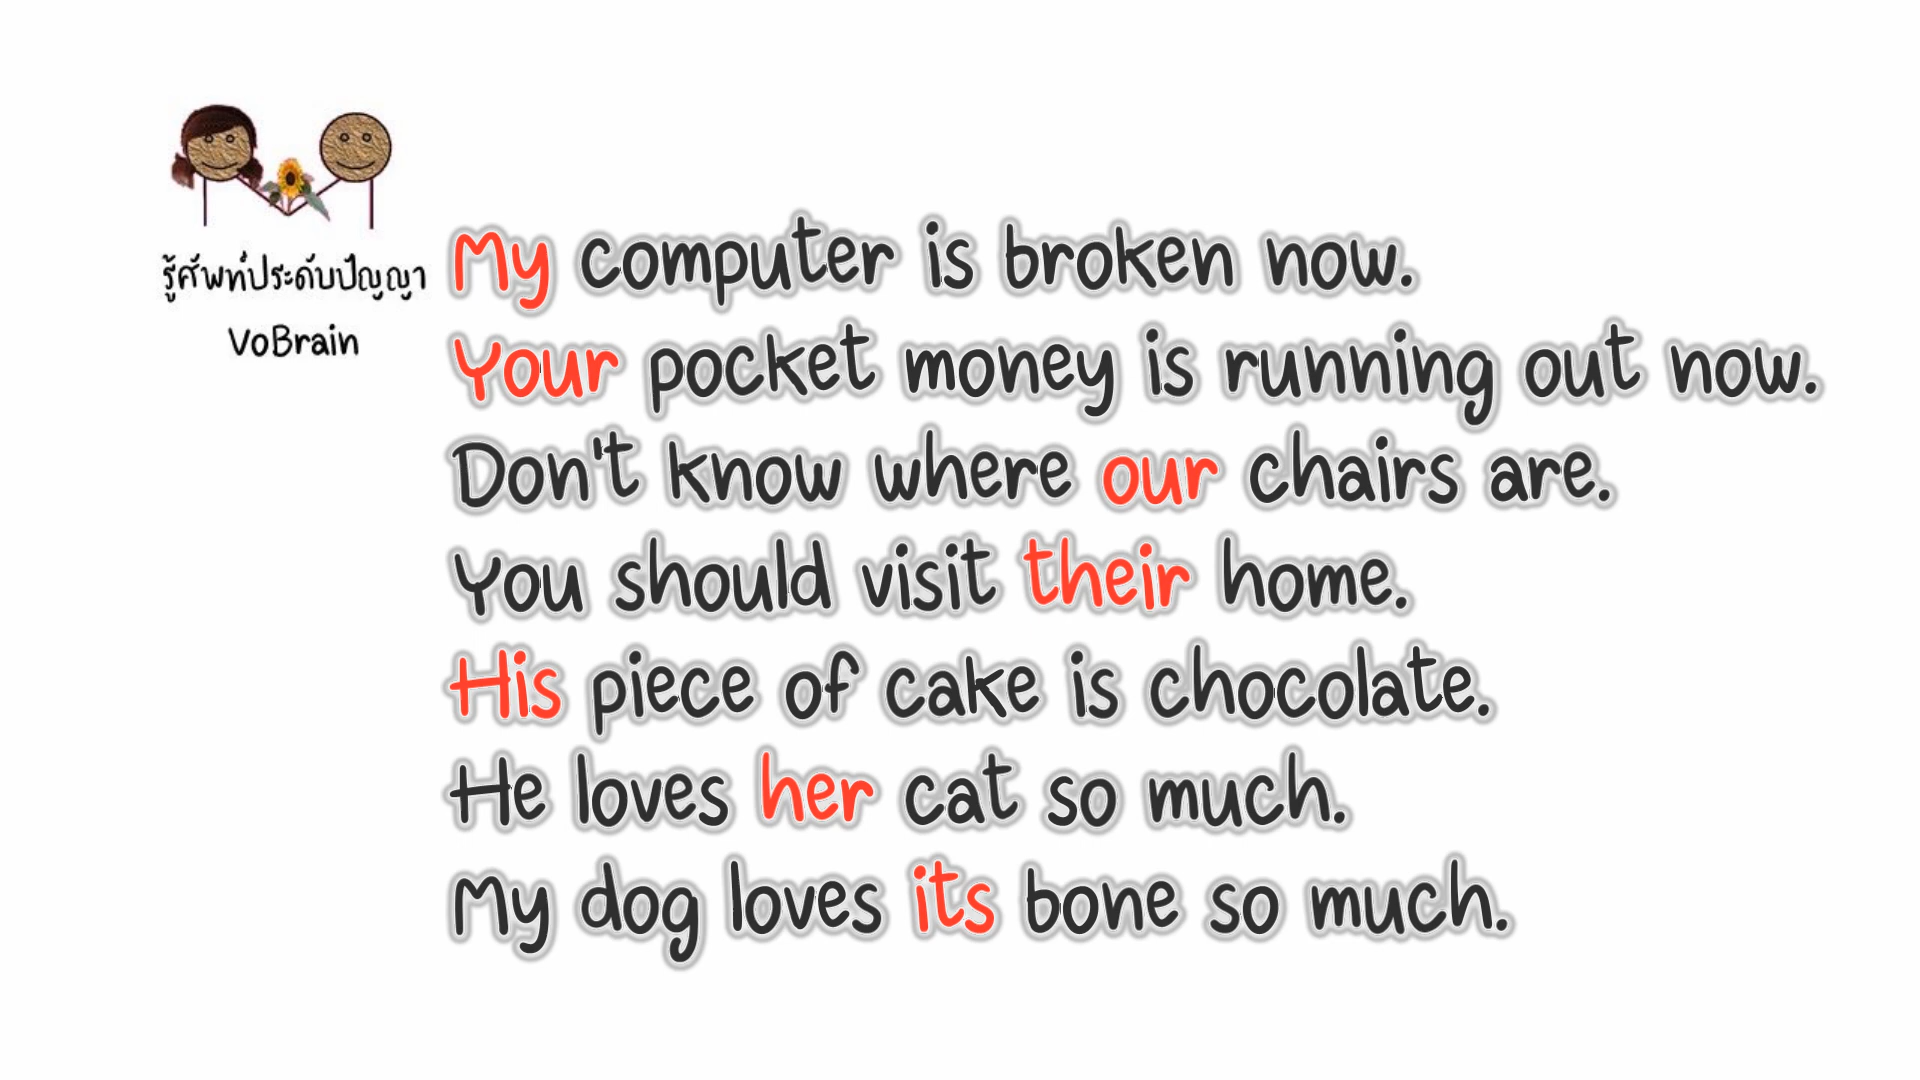 รู้ศัพท์ประดับปัญญา
VoBrain
My computer is broken now.
Your pocket money is running out now.
Don't know where our chairs are.
You should visit their home.
His piece of cake is chocolate.
He loves her cat so much.
My dog loves its bone so much.